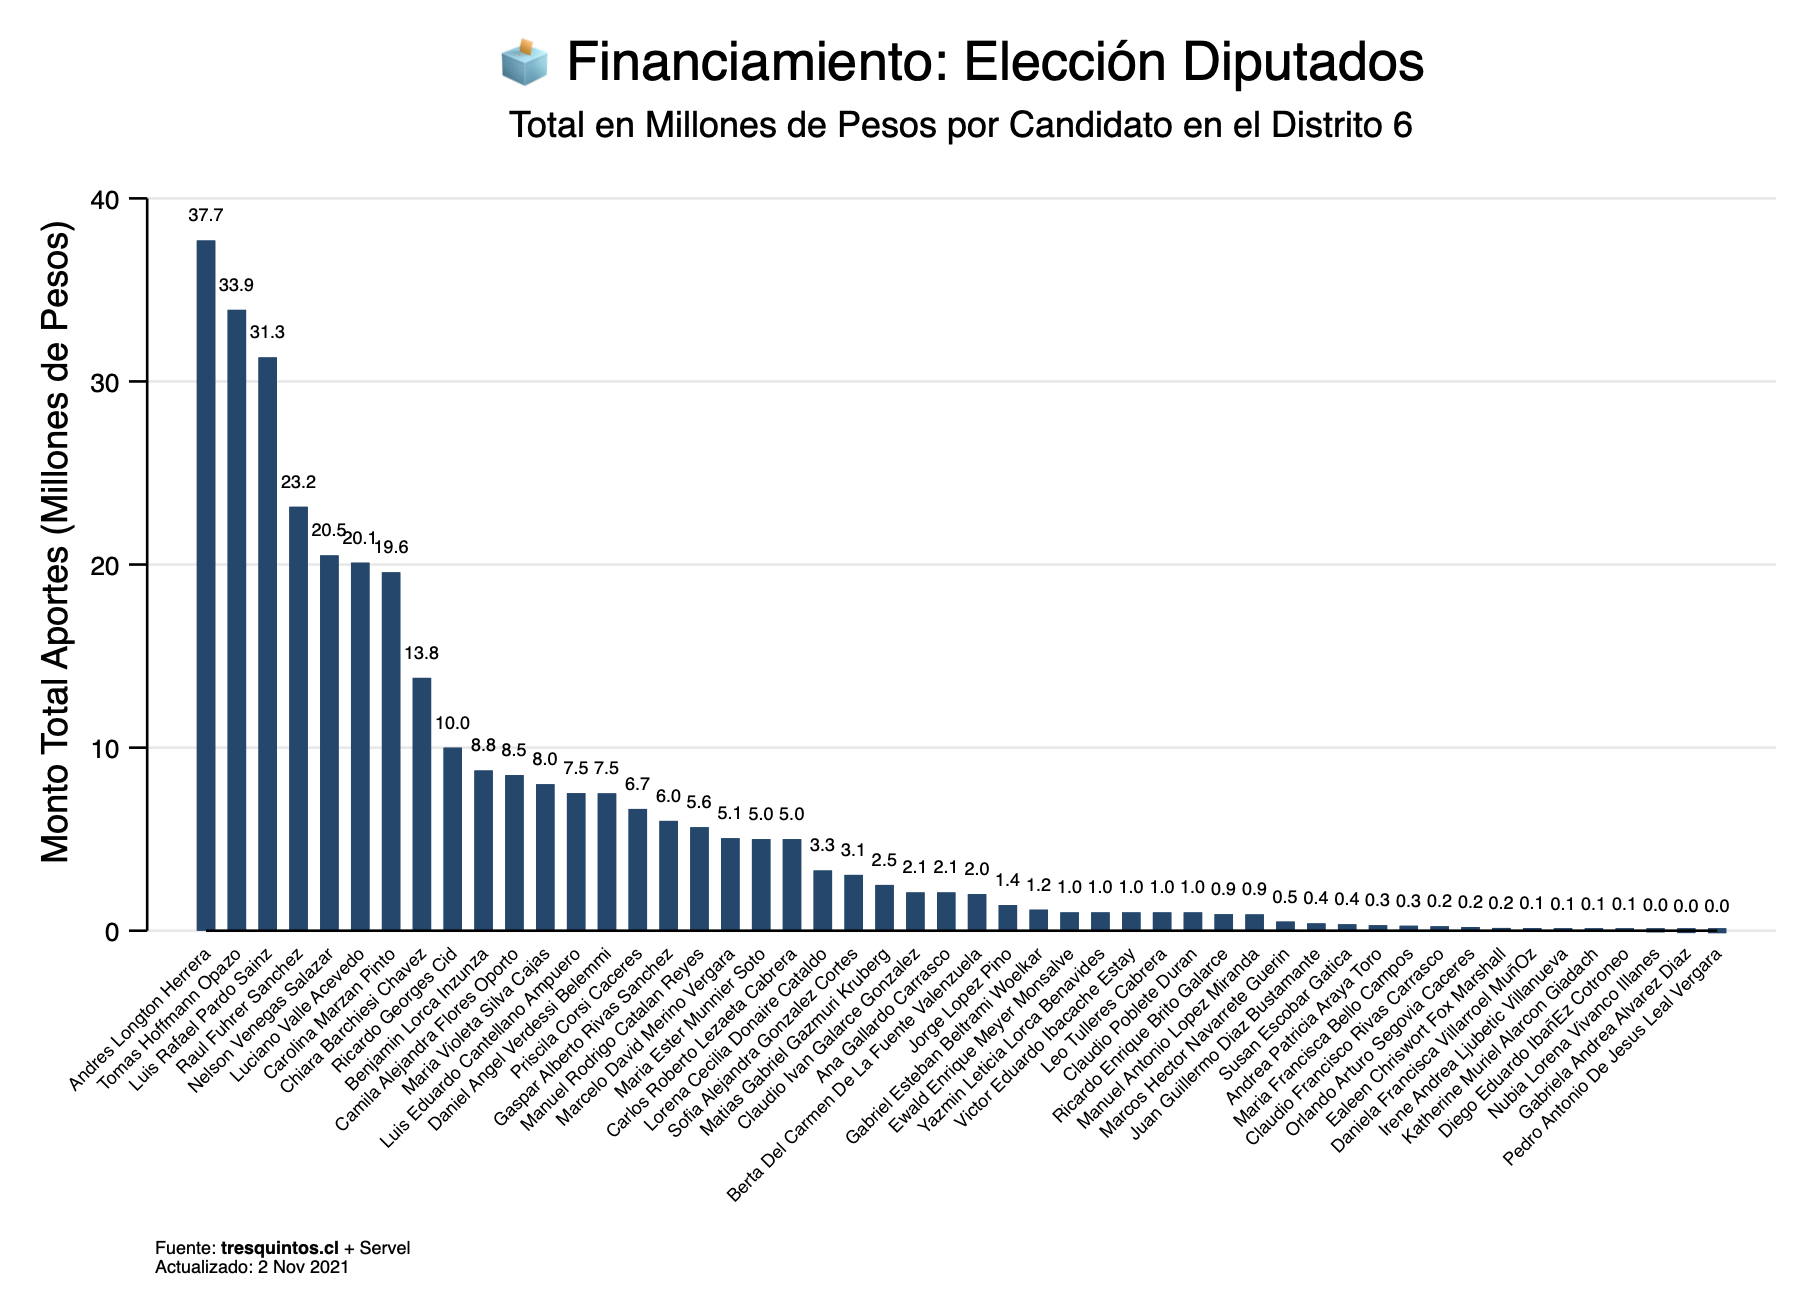 Financiamiento: Elección Diputados
Total en Millones de Pesos por Candidato en el Distrito 6
Monto Total Aportes (Millones de Pesos)
40
30
20
10
0
37.7
33.9
31.3
23.2
20.5
20.1
19.6
13.8
10.0
8.8
8.5
8.0
7.5
7.5
6.7
6.0
5.6
5.1
5.0
5.0
3.3
3.1
2.5
2.1
2.1
2.0
1.4
1.2
1.0
1.0
1.0
1.0
1.0
0.9
0.9
0.5
0.4
0.4
0.3
0.3
0.2
0.2
0.2
0.1
0.1
0.1
0.1
0.0
0.0
0.0
Andres Longton Herrera
Tomas Hoffmann Opazo
Luis Rafael Pardo Sainz
Raul Fuhrer Sanchez
Nelson Venegas Salazar
Luciano Valle Acevedo
Carolina Marzan Pinto
Chiara Barchiesi Chavez
Ricardo Georges Cid
Benjamin Lorca Inzunza
Camila Alejandra Flores Oporto
Maria Violeta Silva Cajas
Luis Eduardo Cantellano Ampuero
Daniel Angel Verdessi Belemmi
Priscila Corsi Caceres
Gaspar Alberto Rivas Sanchez
Manuel Rodrigo Catalan Reyes
Marcelo David Merino Vergara
Maria Ester Munnier Soto
Carlos Roberto Lezaeta Cabrera
Lorena Cecilia Donaire Cataldo
Sofia Alejandra Gonzalez Cortes
Matias Gabriel Gazmuri Kruberg
Claudio Ivan Galarce Gonzalez
Ana Gallardo Carrasco
Berta Del Carmen De La Fuente Valenzuela
Jorge Lopez Pino
Gabriel Esteban Beltrami Woelkar
Ewald Enrique Meyer Monsalve
Yazmin Leticia Lorca Benavides
Victor Eduardo Ibacache Estay
Leo Tuilleres Cabrera
Claudio Poblete Duran
Ricardo Enrique Brito Galarce
Manuel Antonio Lopez Miranda
Marcos Hector Navarrete Guerin
Juan Guillermo Diaz Bustamante
Susan Escobar Gatica
Andrea Patricia Araya Toro
Maria Francisca Bello Campos
Claudio Francisco Rivas Carrasco
Orlando Arturo Segovia Caceres
Ealeen Chriswort Fox Marshall
Daniela Francisca Villarroel MuñOz
Irene Andrea Ljubetic Villanueva
Katherine Muriel Alarcon Giadach
Diego Eduardo IbañEz Cotroneo
Nubia Lorena Vivanco Illanes
Gabriela Andrea Alvarez Diaz
Pedro Antonio De Jesus Leal Vergara
Fuente: tresquintos.cl + Servel
Actualizado: 2 Nov 2021